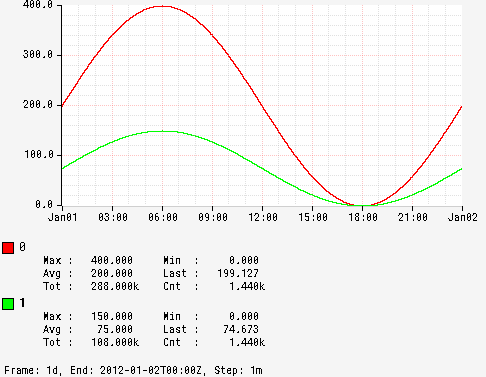 400.0
200.0
100.0
0.0
Jan01 03:00 06:00 09:00 12:00 15:00 18:00 21:00 Jan02
0
Max : 400.000 Min : 0.000
Avg : 200.000 Last : 199.127
Tot : 288.000k Cnt : 1.440k
1
Max : 150.000 Min : 0.000
Avg : 75.000 Last : 74.673
Tot : 108.000k Cnt : 1.440k
Frame: 1d, End: 2012-01-02T00:00Z, Step: 1m